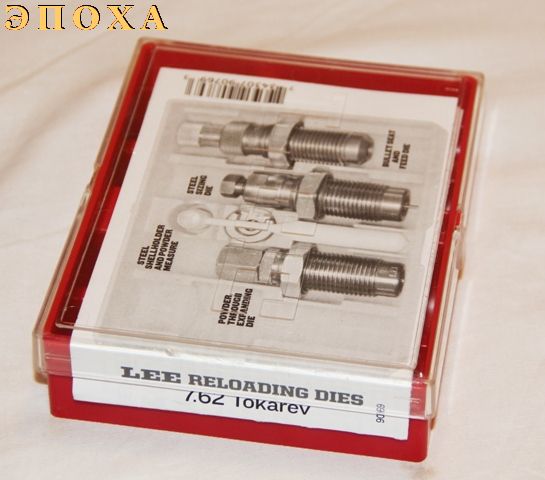 ЭПОХА
BULLET SEAT
AND
FEED DIE
STEEL
SIZING
DIE
STEEL
SHELLHOLDER
AND POWDER
MEASURE
POWDER
THROUGH
EXPANDING
DIE
LEE RELOADING DIES
7.62 Tokarev